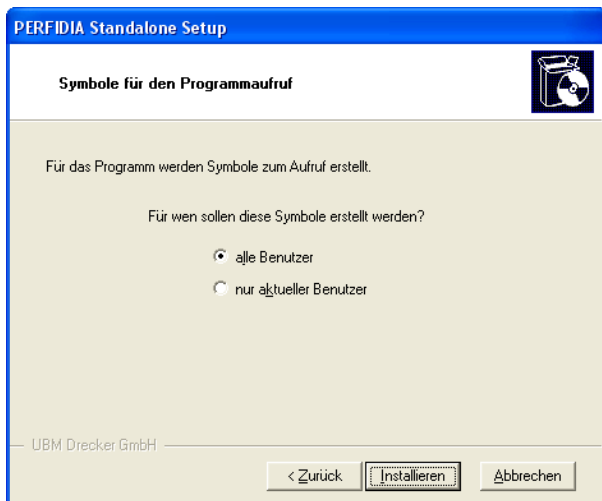 PERFIDIA Standalone Setup
Symbole für den Programmaufruf
Für das Programm werden Symbole zum Aufruf erstellt.
Für wen sollen diese Symbole erstellt werden?
alle Benutzer
nur aktueller Benutzer
UBM Drecker GmbH
< Zurück
Installieren
Abbrechen